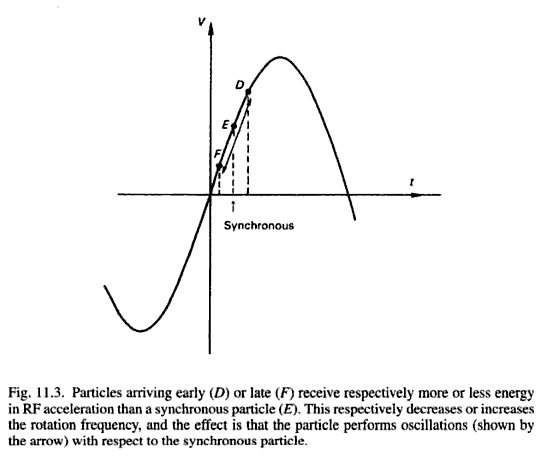 V
D
E
F
t
Synchronous
Fig. 11.3. Particles arriving early (D) or late (F) receive respectively more or less energy
in RF acceleration than a synchronous particle (E). This respectively decreases or increases
the rotation frequency, and the effect is that the particle performs oscillations (shown by
the arrow) with respect to the synchronous particle.